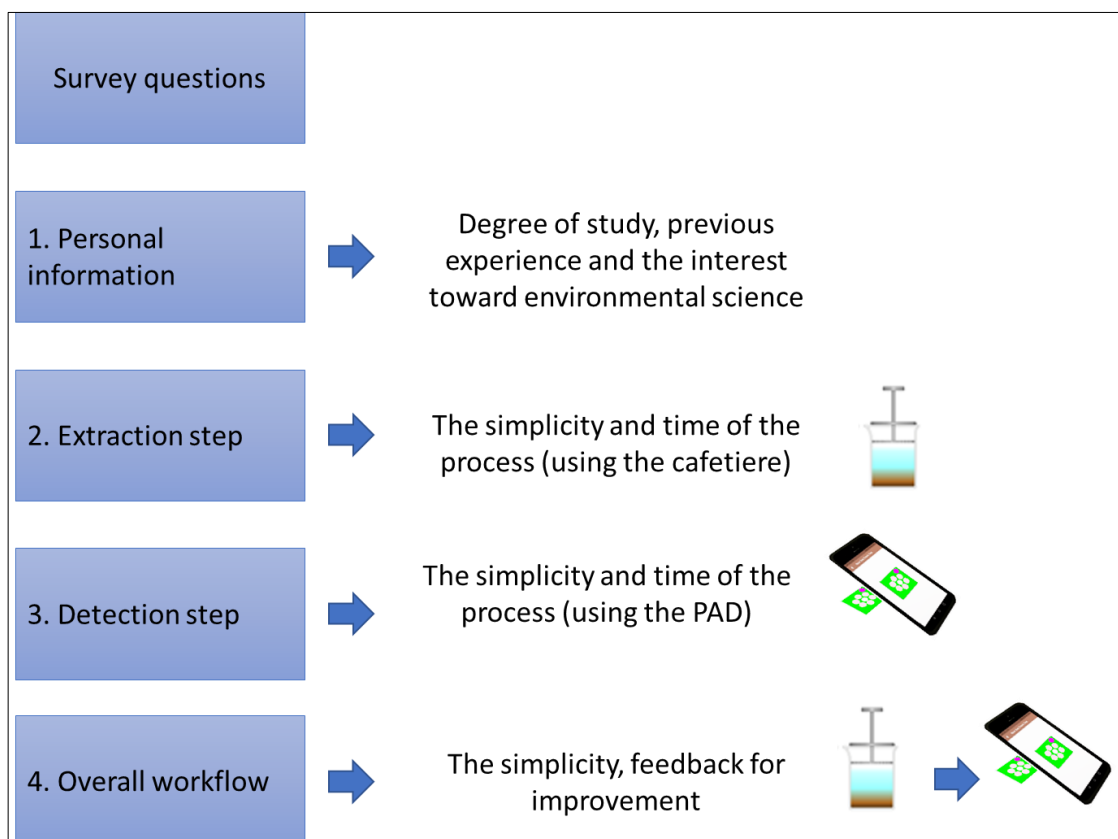 Survey questions
1. Personal
information
Degree of study, previous
experience and the interest
toward environmental science
2. Extraction step
The simplicity and time of the
process (using the cafetiere)
3. Detection step
The simplicity and time of the
process (using the PAD)
4. Overall workflow
The simplicity, feedback for
improvement